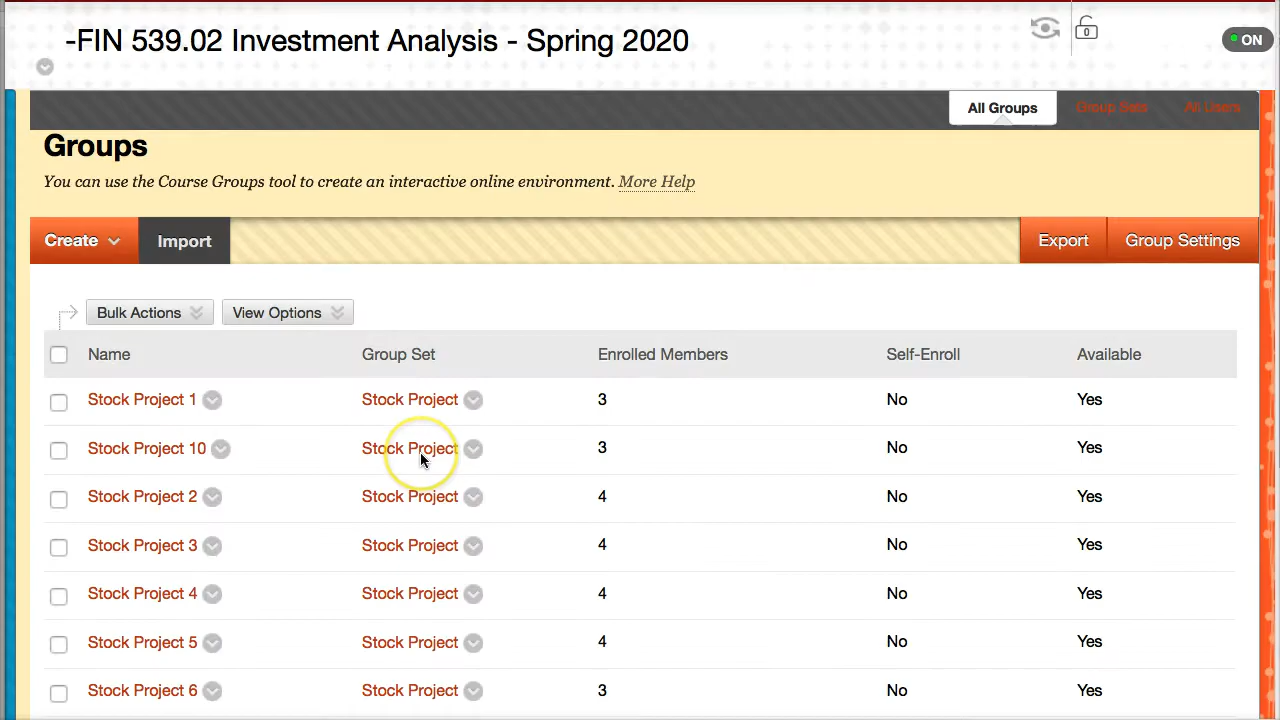 -FIN 539.02 Investment Analysis - Spring 2020
ON
All Groups Group Sets All Users
Groups
You can use the Course Groups tool to create an interactive online environment. More Help
Create Import Export Group Settings
Bulk Actions View Options
Name Group Set Enrolled Members Self-Enroll Available
Stock Project 1 Stock Project 3 No Yes
Stock Project 10 Stock Project 3 No Yes
Stock Project 2 Stock Project 4 No Yes
Stock Project 3 Stock Project 4 No Yes
Stock Project 4 Stock Project 4 No Yes
Stock Project 5 Stock Project 4 No Yes
Stock Project 6 Stock Project 3 No Yes